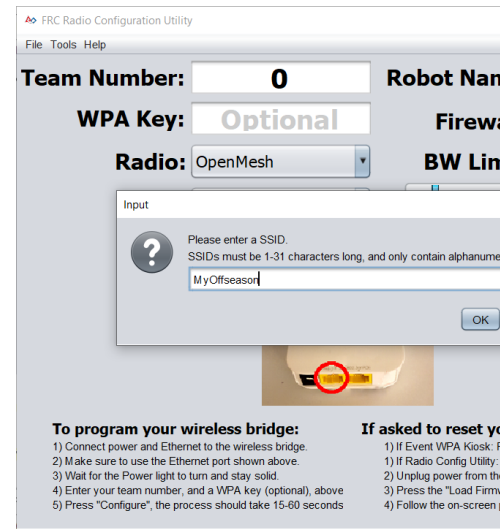 FRC Radio Configuration Utility
File Tools Help
Team Number: 0 Robot Nam
WPA Key: Optional Firewa
Radio: OpenMesh BW Lim
Input
Please enter a SSID.
SSIDs must be 1-31 characters long, and only contain alphanume
MyOffseason
OK
To program your wireless bridge:
1) Connect power and Ethernet to the wireless bridge.
2) Make sure to use the Ethernet port shown above.
3) Wait for the Power light to turn and stay solid.
4) Enter your team number, and a WPA key (optional), above
5) Press "Configure", the process should take 15-60 seconds
If asked to reset yo
1) If Event WPA Kiosk: 
1) If Radio Config Utility:
2) Unplug power from the
3) Press the "Load Firm
4) Follow the on-screen